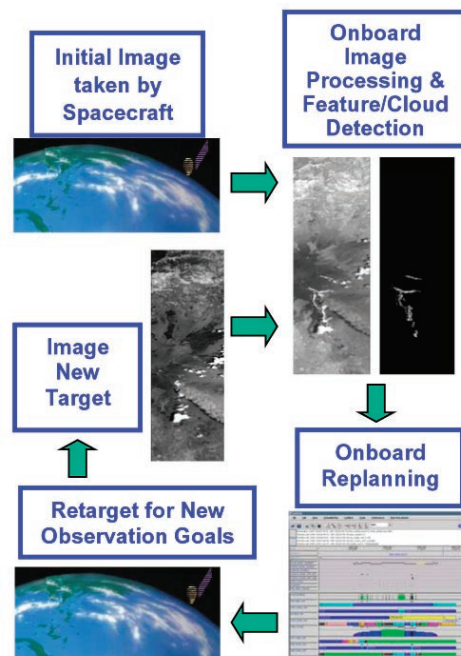 Initial Image
taken by
Spacecraft
Onboard
Image
Processing &
Feature/Cloud
Detection
Image
New
Target
Onboard
Replanning
Retarget for New
Observation Goals